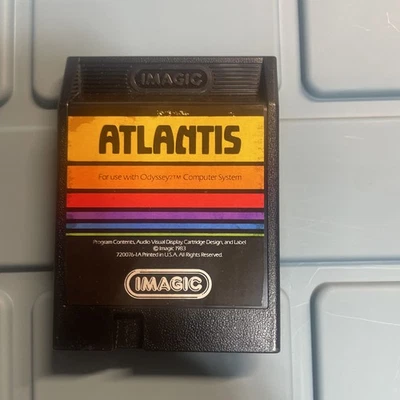 IMAGIC
ATLANTIS
For use with Odyssey²™ Computer System
Program Contents, Audio Visual Display, Cartridge Design, and Label
© Imagic 1983
720076-1A Printed in U.S.A. All Rights Reserved.
IMAGIC